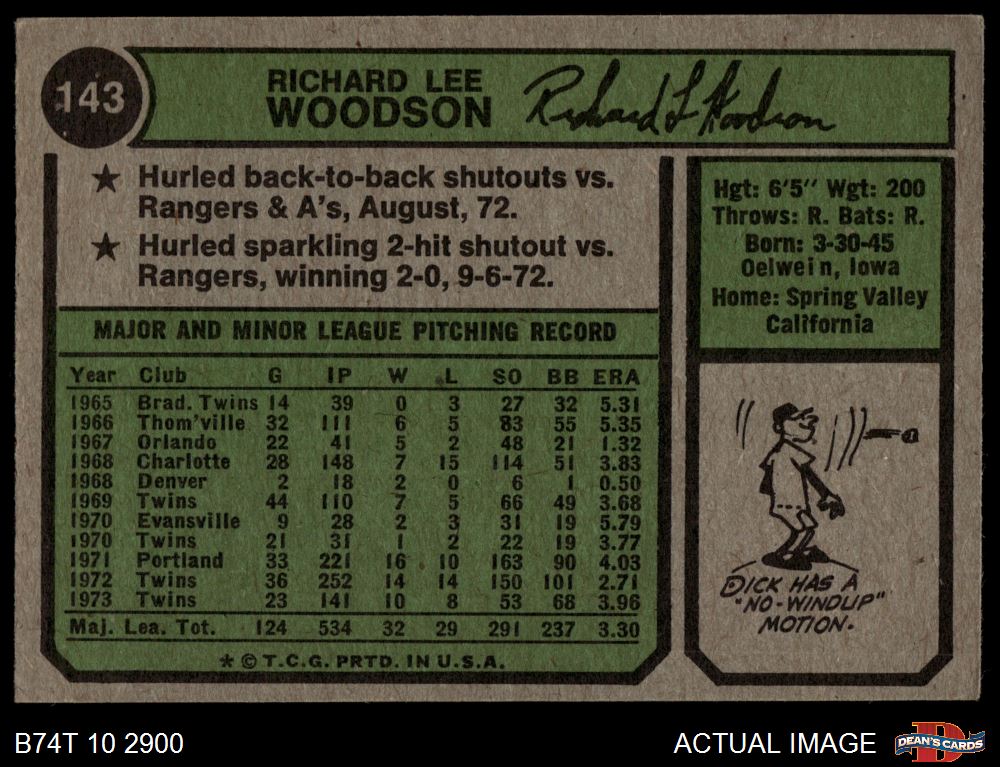 143
RICHARD LEE
WOODSON
Richard L Woodson
★ Hurled back-to-back shutouts vs.
Rangers & A's, August, 72.
★ Hurled sparkling 2-hit shutout vs.
Rangers, winning 2-0, 9-6-72.
MAJOR AND MINOR LEAGUE PITCHING RECORD
Year Club G IP W L SO BB ERA
1965 Brad. Twins 14 39 0 3 27 32 5.31
1966 Thom'ville 32 111 6 5 83 55 5.35
1967 Orlando 22 41 5 2 48 21 1.32
1968 Charlotte 28 148 7 15 114 51 3.83
1968 Denver 2 18 2 0 6 1 0.50
1969 Twins 44 110 7 5 66 49 3.68
1970 Evansville 9 28 2 3 31 19 5.79
1970 Twins 21 31 1 2 22 19 3.77
1971 Portland 33 221 16 10 163 90 4.03
1972 Twins 36 252 14 14 150 101 2.71
1973 Twins 23 141 10 8 53 68 3.96
Maj. Lea. Tot. 124 534 32 29 291 237 3.30
* © T.C.G. PRTD. IN U.S.A.
Hgt: 6'5" Wgt: 200
Throws: R. Bats: R.
Born: 3-30-45
Oelwein, Iowa
Home: Spring Valley
California
DICK HAS A
"NO-WINDUP"
MOTION.
B74T 10 2900
ACTUAL IMAGE
D
DEAN'S CARDS